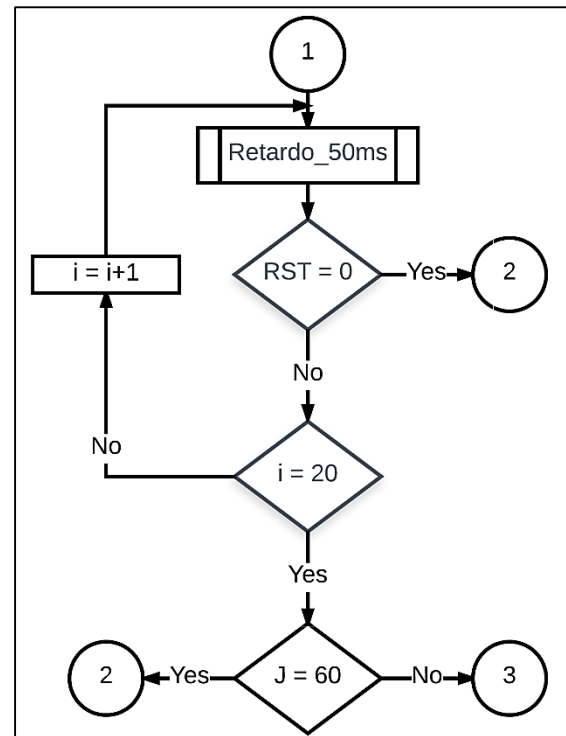 1
Retardo_50ms
i = i+1
RST = 0
Yes
2
No
No
i = 20
Yes
2
Yes
J = 60
No
3